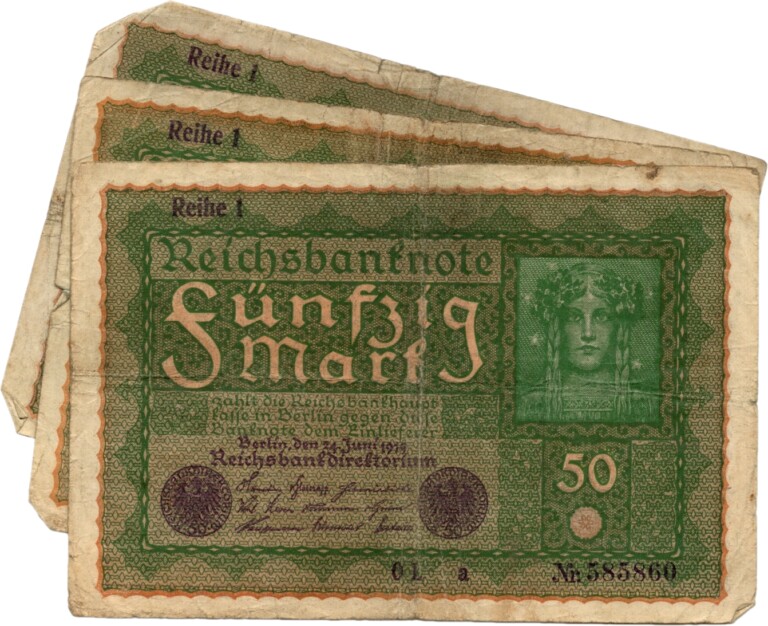 Reihe 1
Reihe 1
Reihe 1
Reichsbanknote
Fünfzig
Mark
zahlt die Reichsbankhaupt
kasse in Berlin gegen diese
Banknote dem Einlieferer
Berlin, den 24. Juni 1919
Reichsbankdirektorium
50
01 a Nr. 585860